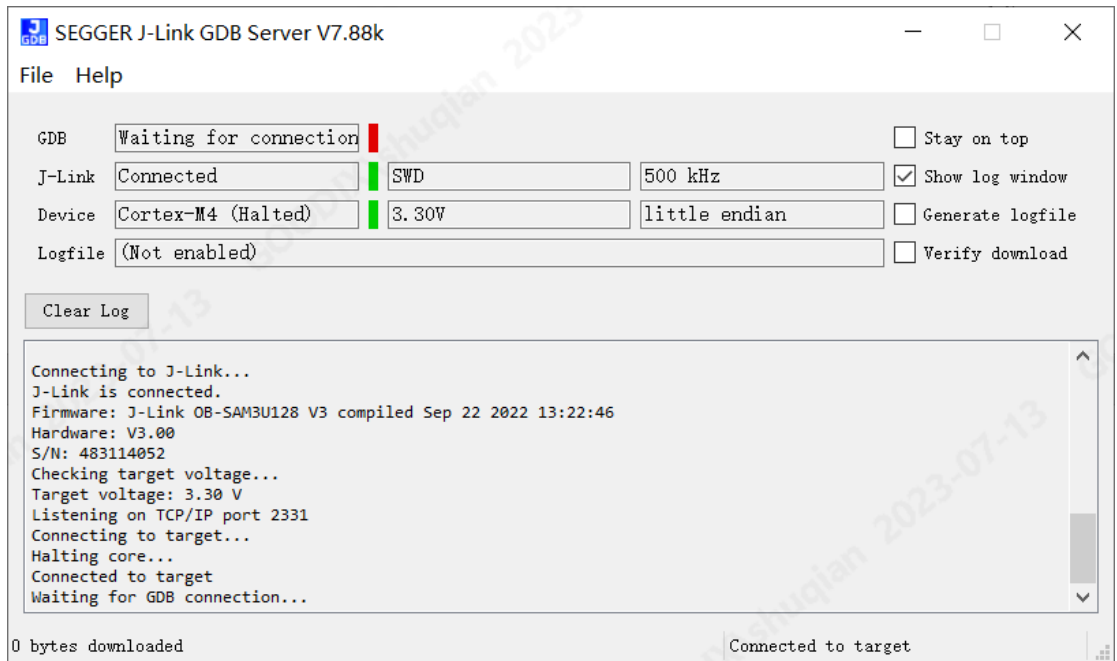 J GDB SEGGER J-Link GDB Server V7.88k
File Help
GDB Waiting for connection Stay on top
J-Link Connected SWD 500 kHz Show log window
Device Cortex-M4 (Halted) 3.30V little endian Generate logfile
Logfile (Not enabled) Verify download
Clear Log
Connecting to J-Link...
J-Link is connected.
Firmware: J-Link OB-SAM3U128 V3 compiled Sep 22 2022 13:22:46
Hardware: V3.00
S/N: 483114052
Checking target voltage...
Target voltage: 3.30 V
Listening on TCP/IP port 2331
Connecting to target...
Halting core...
Connected to target
Waiting for GDB connection...
0 bytes downloaded Connected to target